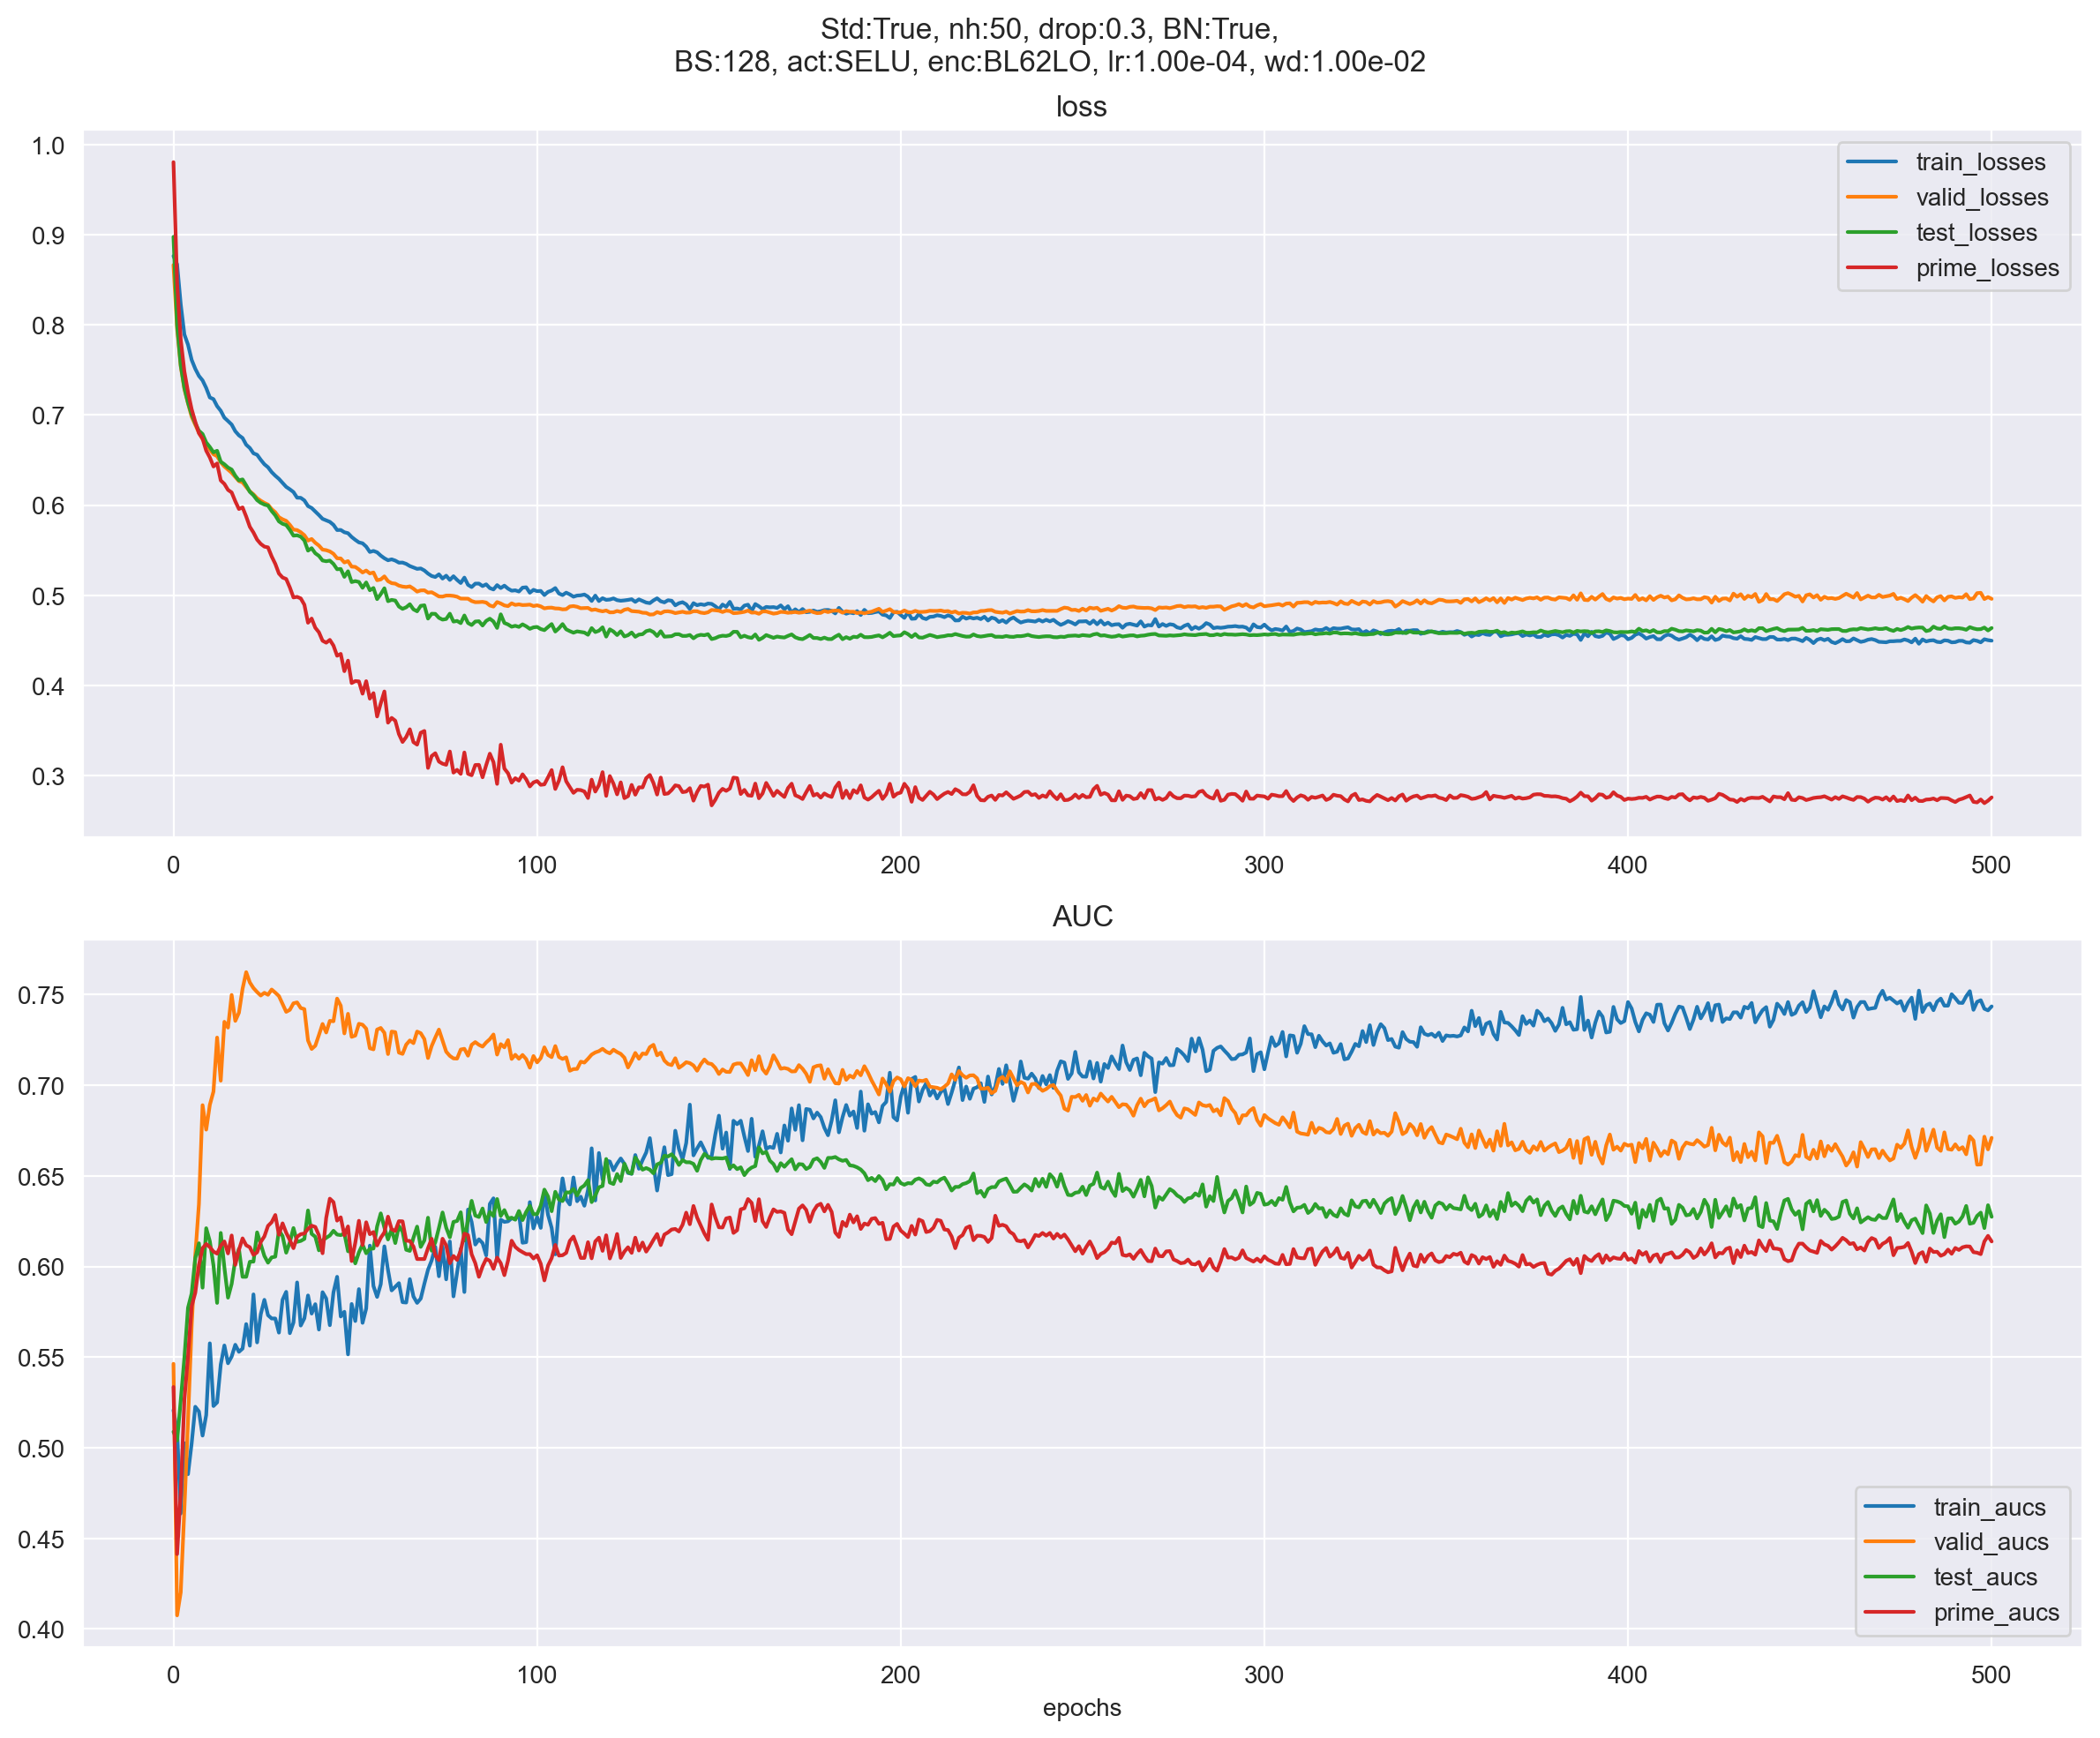 Std:True, nh:50, drop:0.3, BN:True,
BS:128, act:SELU, enc:BL62LO, lr:1.00e-04, wd:1.00e-02
loss
1.0
0.9
0.8
0.7
0.6
0.5
0.4
0.3
train_losses
valid_losses
test_losses
prime_losses
0 100 200 300 400 500
AUC
0.75
0.70
0.65
0.60
0.55
0.50
0.45
0.40
train_aucs
valid_aucs
test_aucs
prime_aucs
0 100 200 300 400 500
epochs